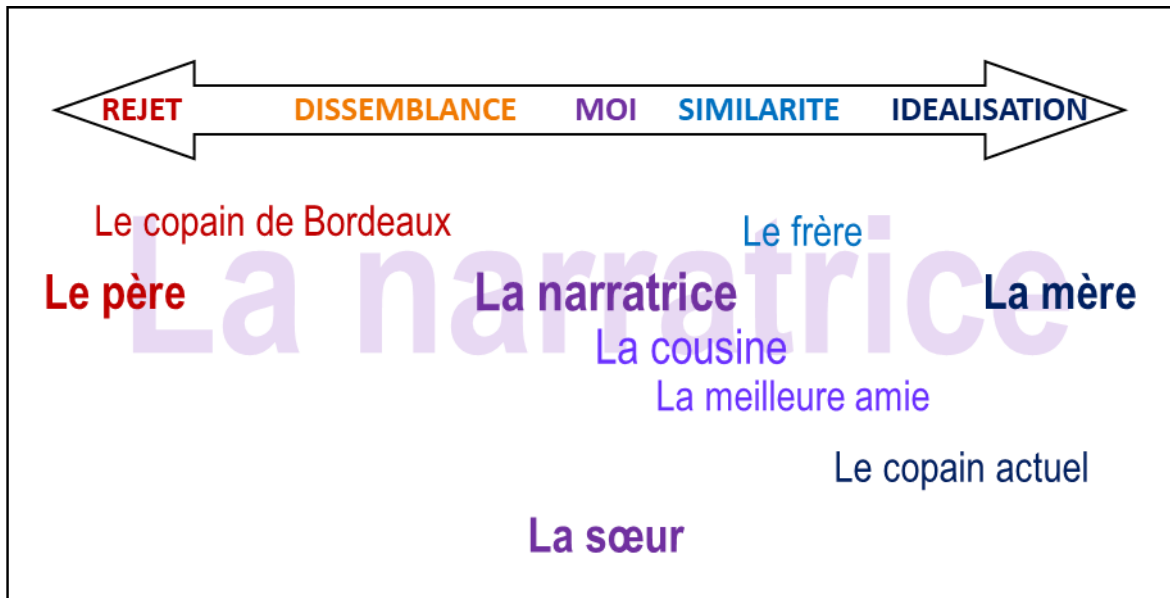 REJET DISSEMBLANCE MOI SIMILARITE IDEALISATION
Le copain de Bordeaux
Le frère
La narratrice
Le père La narratrice La mère
La cousine
La meilleure amie
Le copain actuel
La sœur